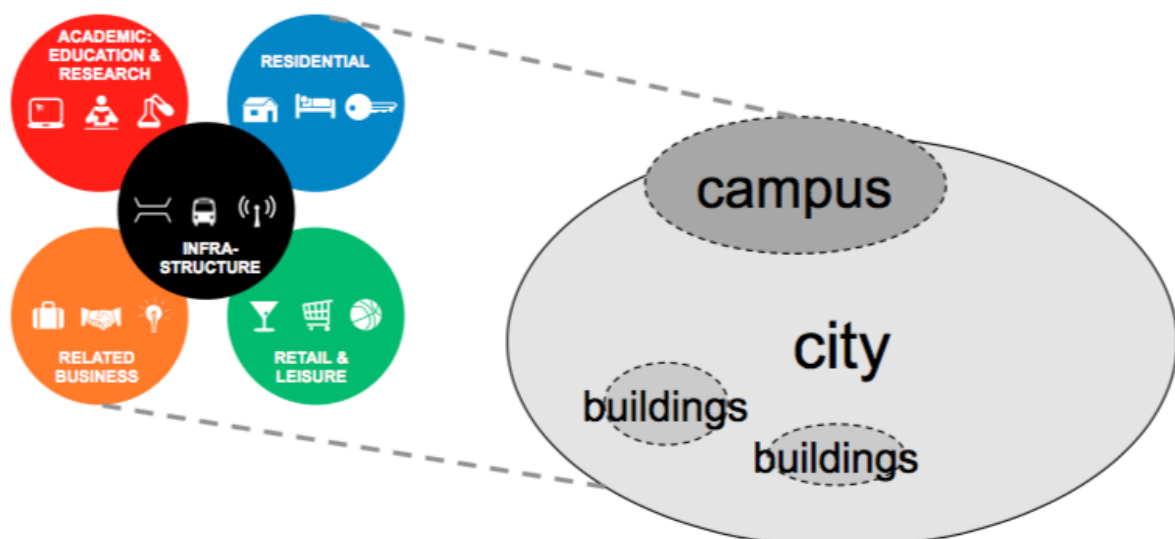 ACADEMIC:
EDUCATION &
RESEARCH
RESIDENTIAL
INFRA-
STRUCTURE
RELATED
BUSINESS
RETAIL &
LEISURE
campus
city
buildings
buildings